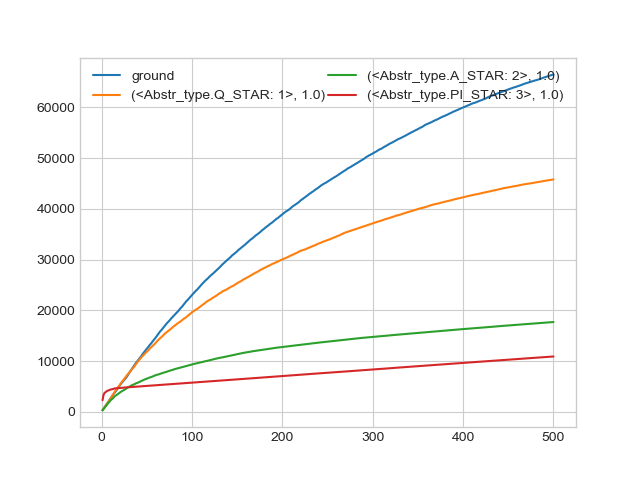 ground (<Abstr_type.A_STAR: 2>, 1.0)
(<Abstr_type.Q_STAR: 1>, 1.0) (<Abstr_type.PI_STAR: 3>, 1.0)
60000
50000
40000
30000
20000
10000
0
0 100 200 300 400 500